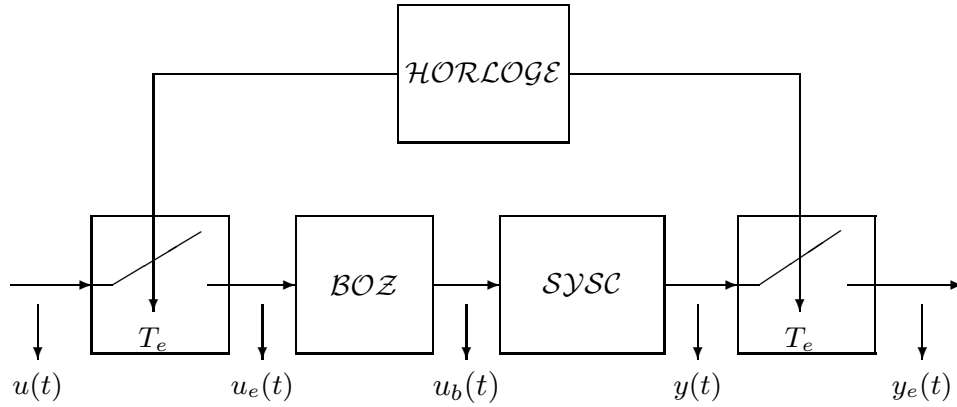 HORLOGE
BOZ
SYSC
T_e
T_e
u(t)
u_e(t)
u_b(t)
y(t)
y_e(t)